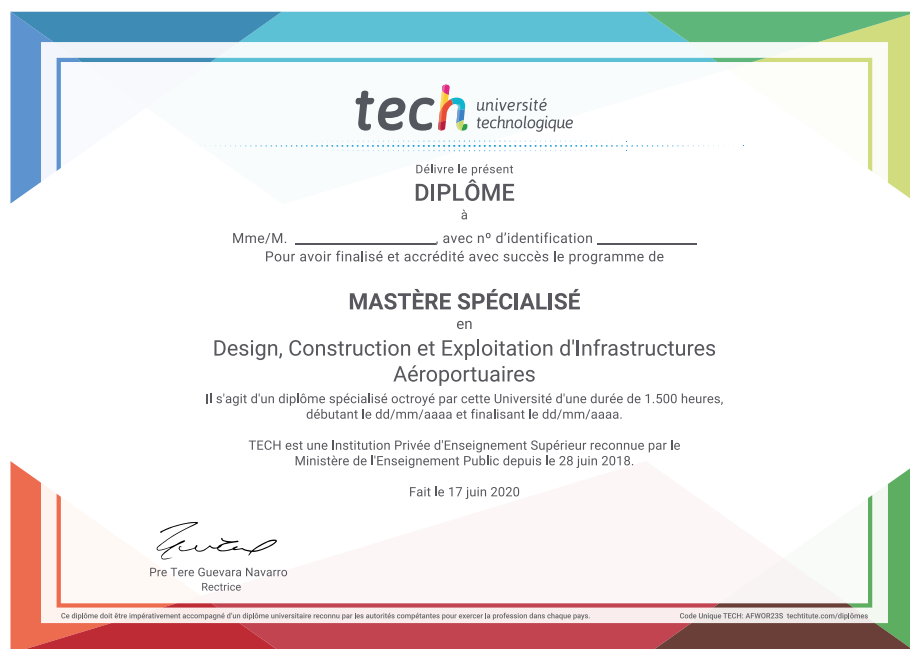 tech université
technologique
Délivre le présent
DIPLÔME
à
Mme/M. ____________, avec nº d'identification ____________
Pour avoir finalisé et accrédité avec succès le programme de
MASTÈRE SPÉCIALISÉ
en
Design, Construction et Exploitation d'Infrastructures
Aéroportuaires
Il s'agit d'un diplôme spécialisé octroyé par cette Université d'une durée de 1.500 heures,
débutant le dd/mm/aaaa et finalisant le dd/mm/aaaa.
TECH est une Institution Privée d'Enseignement Supérieur reconnue par le
Ministère de l'Enseignement Public depuis le 28 juin 2018.
Fait le 17 juin 2020
Pre Tere Guevara Navarro
Rectrice
Ce diplôme doit être impérativement accompagné d'un diplôme universitaire reconnu par les autorités compétentes pour exercer la profession dans chaque pays.
Code Unique TECH: AFWOR23S techtitute.com/diplômes